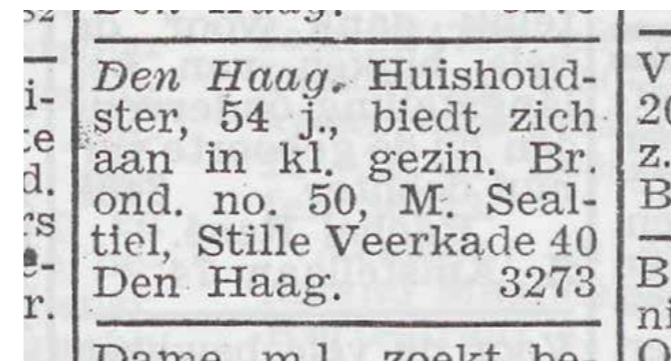 Den Haag. Huishoud-
ster, 54 j., biedt zich
aan in kl. gezin. Br.
ond. no. 50, M. Seal-
tiel, Stille Veerkade 40
Den Haag. 3273